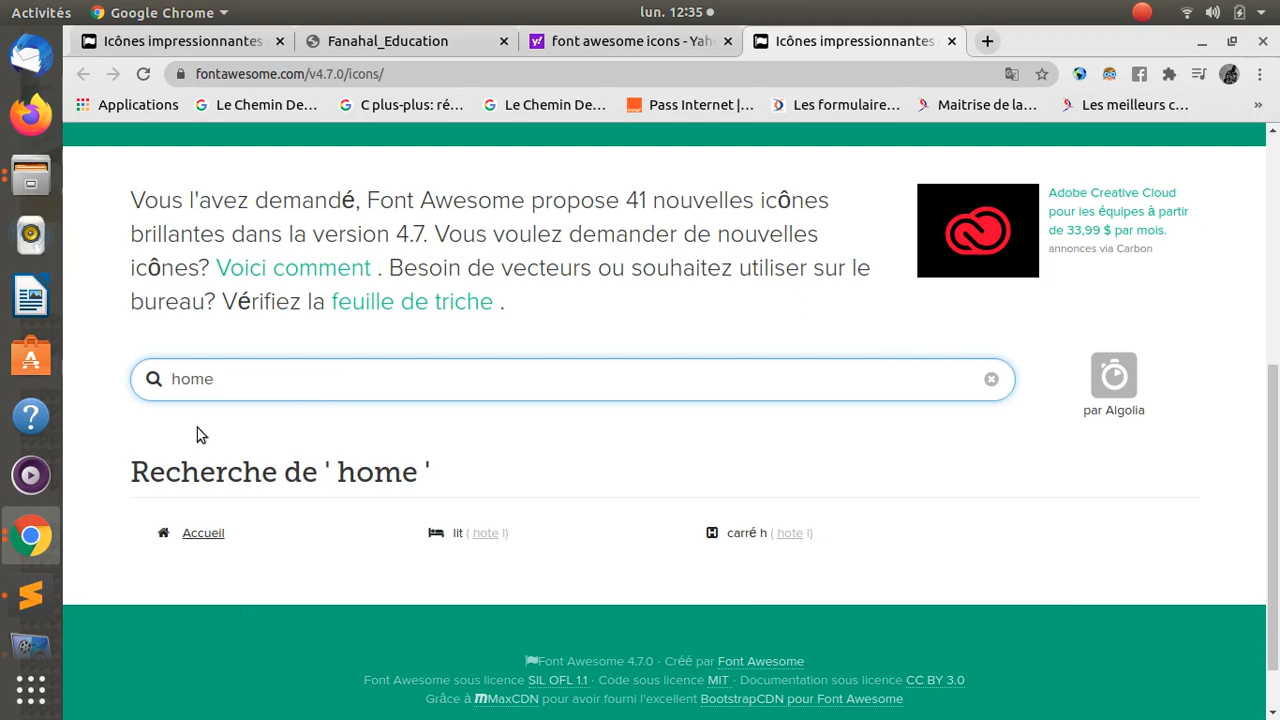 Activités Google Chrome lun. 12:35
Icônes impressionnantes Fanahal_Education font awesome icons - Yah Icônes impressionnantes
fontawesome.com/v4.7.0/icons/
Applications Le Chemin De... C plus-plus: ré... Le Chemin De... Pass Internet |... Les formulaire... Maitrise de la... Les meilleurs c... »
Vous l'avez demandé, Font Awesome propose 41 nouvelles icônes
brillantes dans la version 4.7. Vous voulez demander de nouvelles
icônes? Voici comment . Besoin de vecteurs ou souhaitez utiliser sur le
bureau? Vérifiez la feuille de triche .
Adobe Creative Cloud
pour les équipes à partir
de 33,99 $ par mois.
annonces via Carbon
home
par Algolia
Recherche de ' home '
Accueil lit ( hote l) carré h ( hote l)
Font Awesome 4.7.0 · Créé par Font Awesome
Font Awesome sous licence SIL OFL 1.1 · Code sous licence MIT · Documentation sous licence CC BY 3.0
Grâce à MaxCDN pour avoir fourni l'excellent BootstrapCDN pour Font Awesome